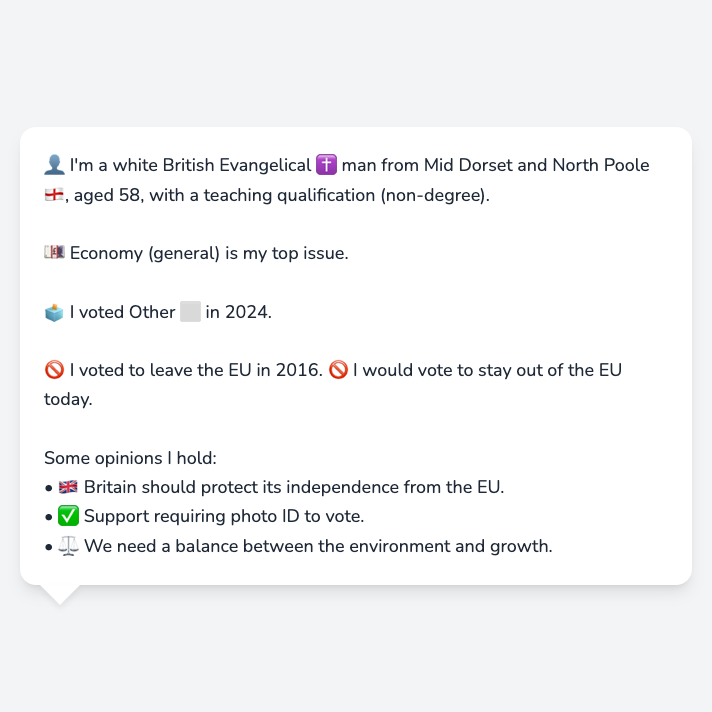 👤 I'm a white British Evangelical ✝️ man from Mid Dorset and North Poole
🏴󠁧󠁢󠁥󠁮󠁧󠁿, aged 58, with a teaching qualification (non-degree).
💷 Economy (general) is my top issue.
🗳️ I voted Other ⬜ in 2024.
🚫 I voted to leave the EU in 2016. 🚫 I would vote to stay out of the EU
today.
Some opinions I hold:
• 🇬🇧 Britain should protect its independence from the EU.
• ✅ Support requiring photo ID to vote.
• ⚖️ We need a balance between the environment and growth.